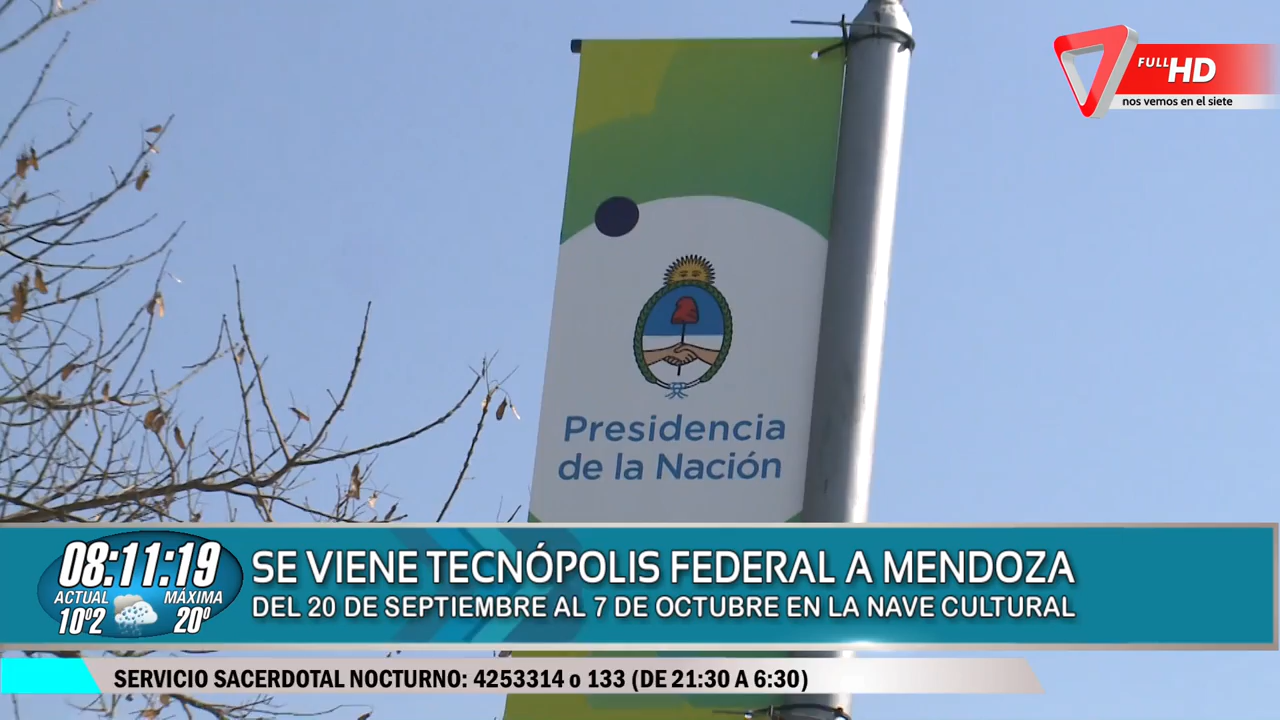 FULL HD
nos vemos en el siete
Presidencia
de la Nación
08:11:19
ACTUAL
10º2
MÁXIMA
20º
SE VIENE TECNÓPOLIS FEDERAL A MENDOZA
DEL 20 DE SEPTIEMBRE AL 7 DE OCTUBRE EN LA NAVE CULTURAL
SERVICIO SACERDOTAL NOCTURNO: 4253314 o 133 (DE 21:30 A 6:30)